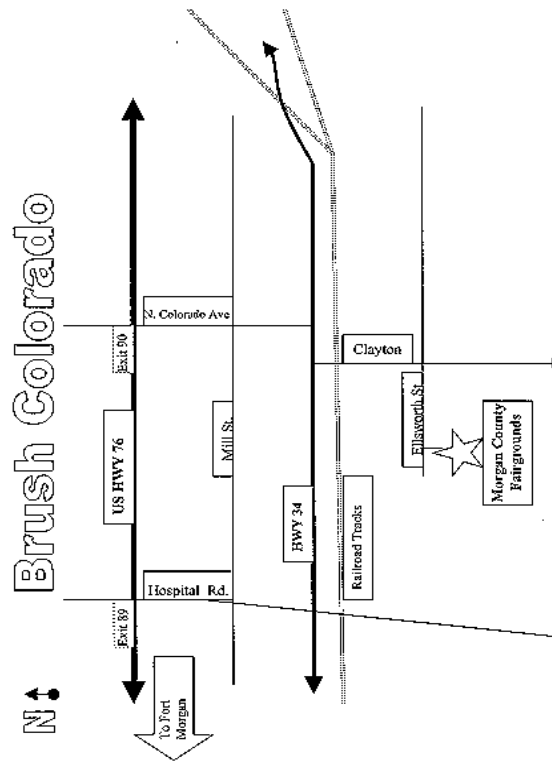 Brush Colorado
N
Exit 89
Exit 90
US HWY 76
To Fort
Morgan
Hospital Rd.
N. Colorado Ave
Mill St.
HWY 34
Railroad Tracks
Clayton
Ellsworth St
Morgan County
Fairgrounds